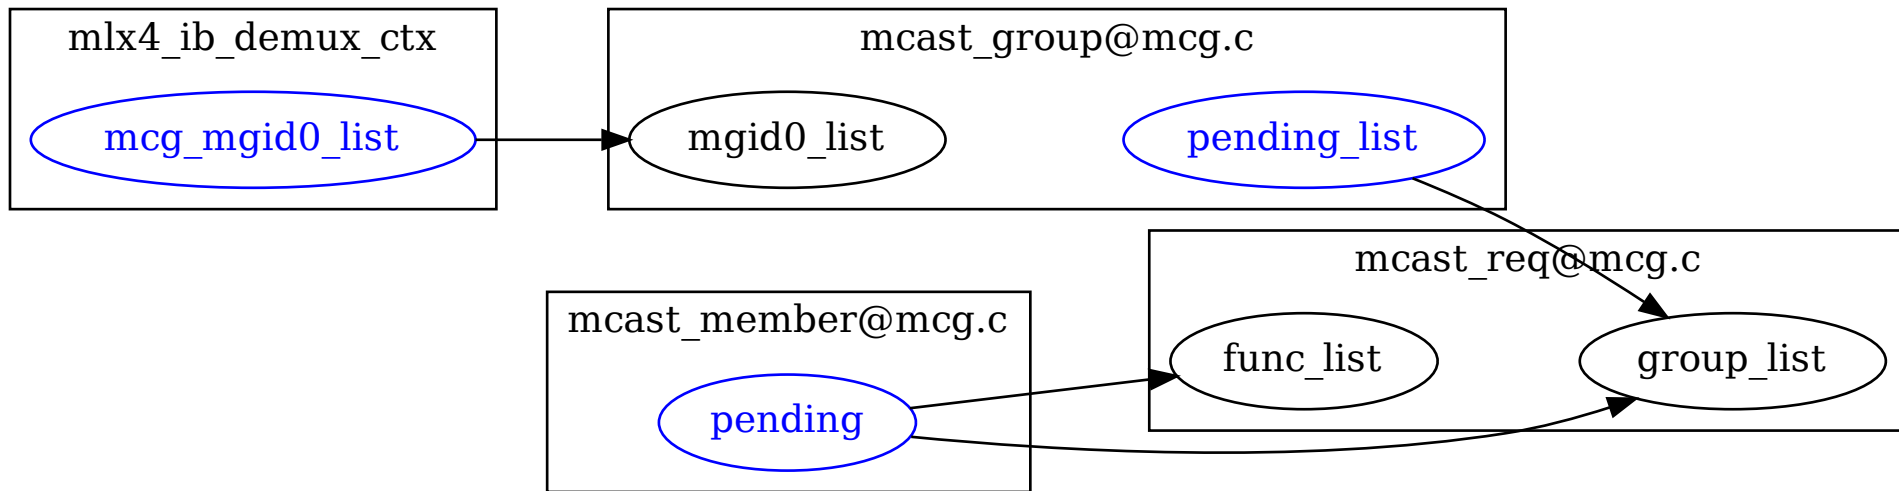 mlx4_ib_demux_ctx
mcg_mgid0_list
mcast_group@mcg.c
mgid0_list
pending_list
mcast_req@mcg.c
func_list
group_list
mcast_member@mcg.c
pending